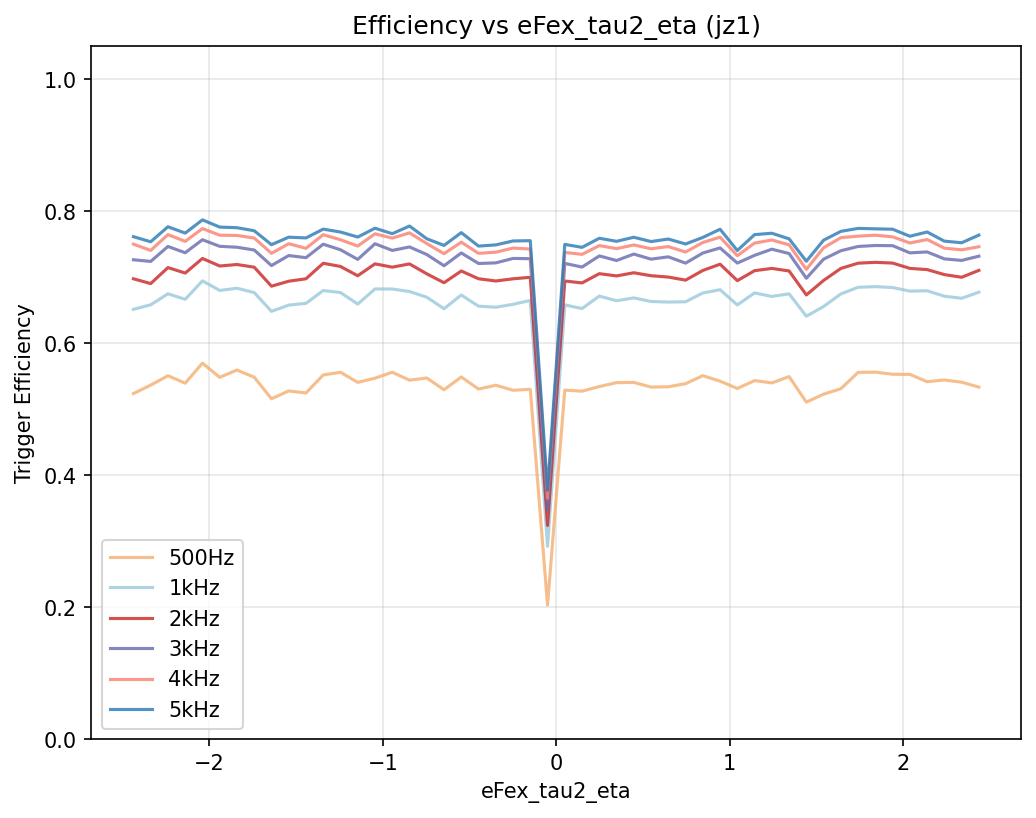 Efficiency vs eFex_tau2_eta (jz1)
Trigger Efficiency
1.0
0.8
0.6
0.4
0.2
0.0
500Hz
1kHz
2kHz
3kHz
4kHz
5kHz
−2
−1
0
1
2
eFex_tau2_eta